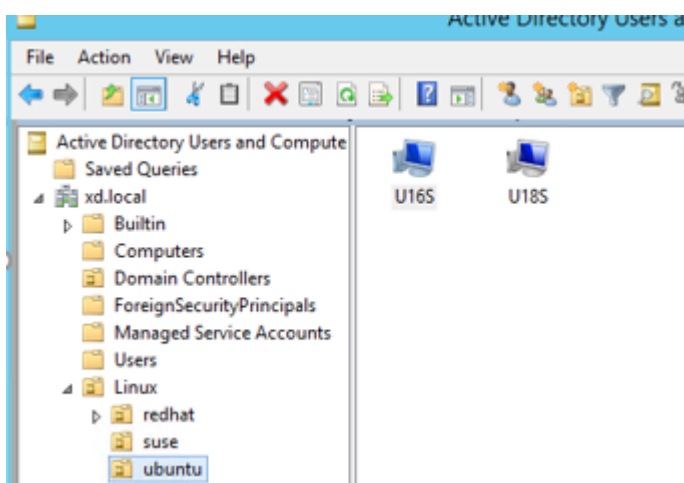 Active Directory Users a
File Action View Help
Active Directory Users and Compute
Saved Queries
xd.local
Builtin
Computers
Domain Controllers
ForeignSecurityPrincipals
Managed Service Accounts
Users
Linux
redhat
suse
ubuntu
U16S U18S